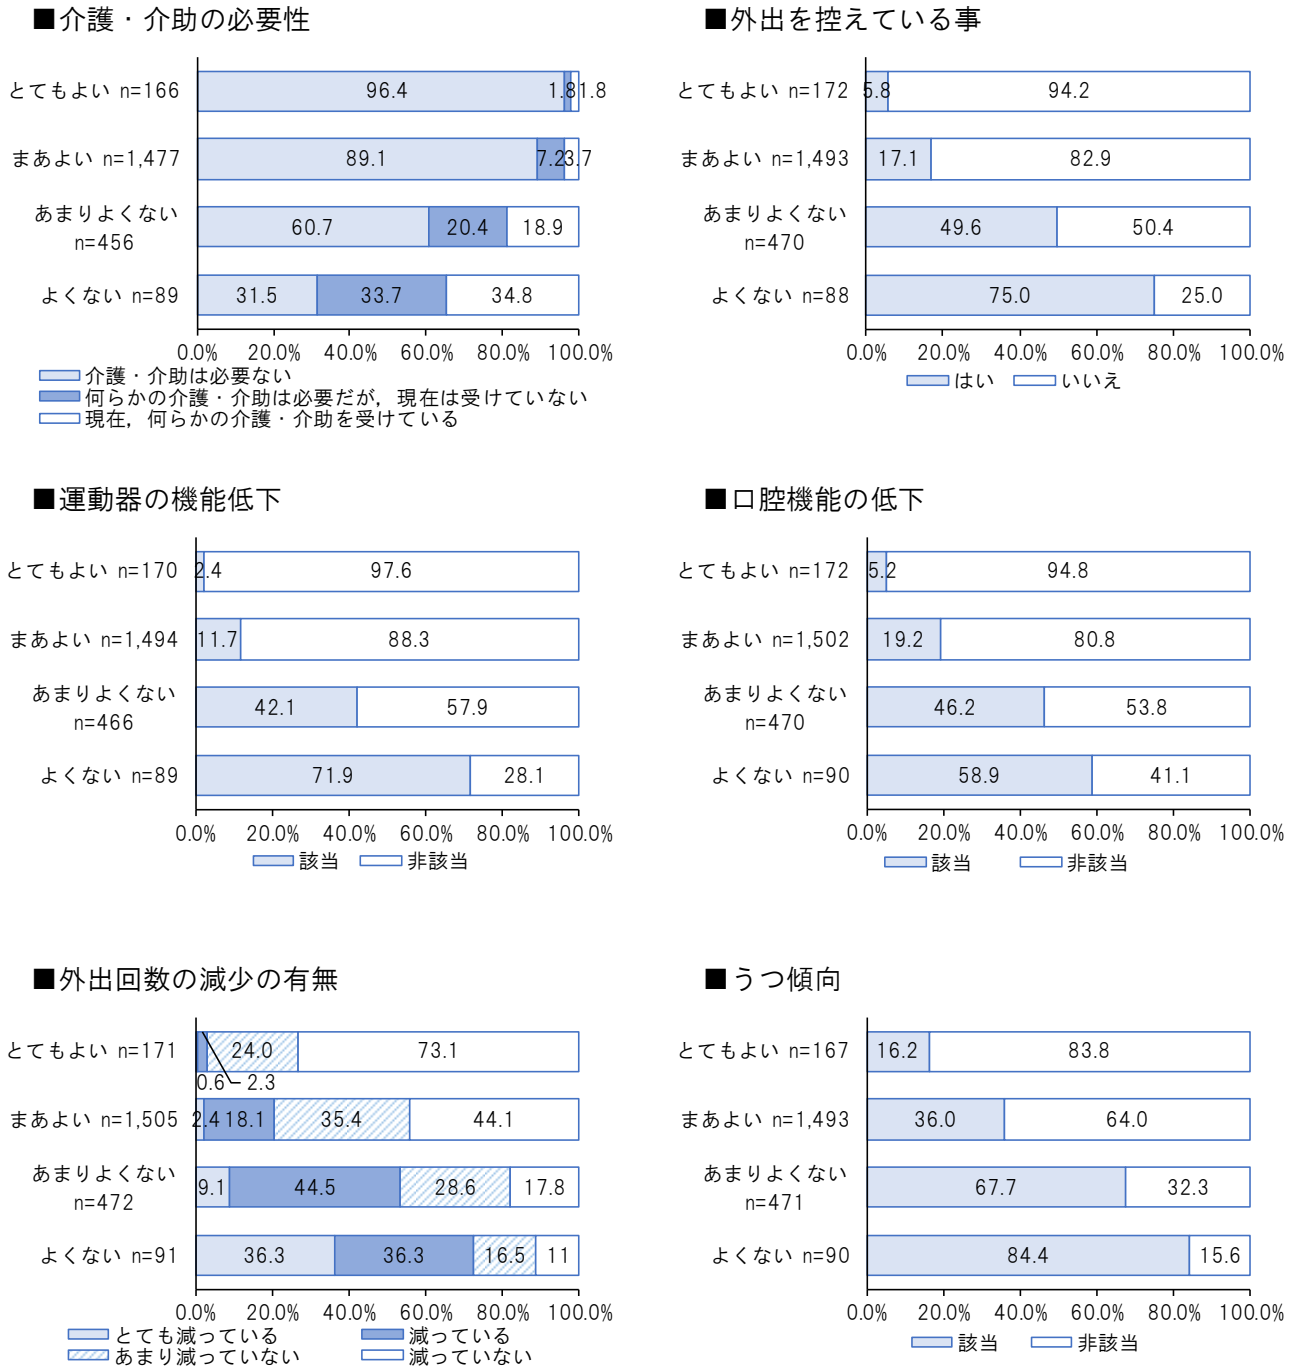 ■介護・介助の必要性
とてもよい n=166 96.4 1.8 1.8
まあよい n=1,477 89.1 7.2 3.7
あまりよくない
n=456 60.7 20.4 18.9
よくない n=89 31.5 33.7 34.8
0.0% 20.0% 40.0% 60.0% 80.0% 100.0%
介護・介助は必要ない
何らかの介護・介助は必要だが，現在は受けていない
現在，何らかの介護・介助を受けている
■外出を控えている事
とてもよい n=172 5.8 94.2
まあよい n=1,493 17.1 82.9
あまりよくない
n=470 49.6 50.4
よくない n=88 75.0 25.0
0.0% 20.0% 40.0% 60.0% 80.0% 100.0%
はい いいえ
■運動器の機能低下
とてもよい n=170 2.4 97.6
まあよい n=1,494 11.7 88.3
あまりよくない
n=466 42.1 57.9
よくない n=89 71.9 28.1
0.0% 20.0% 40.0% 60.0% 80.0% 100.0%
該当 非該当
■口腔機能の低下
とてもよい n=172 5.2 94.8
まあよい n=1,502 19.2 80.8
あまりよくない
n=470 46.2 53.8
よくない n=90 58.9 41.1
0.0% 20.0% 40.0% 60.0% 80.0% 100.0%
該当 非該当
■外出回数の減少の有無
とてもよい n=171 24.0 73.1
0.6 2.3
まあよい n=1,505 2.4 18.1 35.4 44.1
あまりよくない
n=472 9.1 44.5 28.6 17.8
よくない n=91 36.3 36.3 16.5 11
0.0% 20.0% 40.0% 60.0% 80.0% 100.0%
とても減っている 減っている
あまり減っていない 減っていない
■うつ傾向
とてもよい n=167 16.2 83.8
まあよい n=1,493 36.0 64.0
あまりよくない
n=471 67.7 32.3
よくない n=90 84.4 15.6
0.0% 20.0% 40.0% 60.0% 80.0% 100.0%
該当 非該当